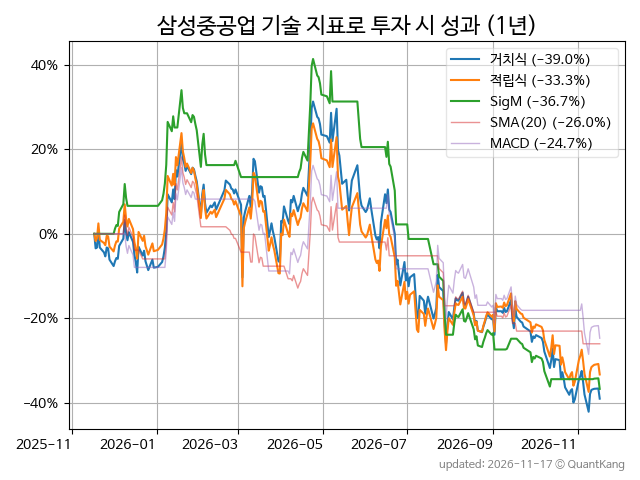 삼성중공업 기술 지표로 투자 시 성과 (1년)
거치식 (−39.0%)
적립식 (−33.3%)
SigM (−36.7%)
SMA(20) (−26.0%)
MACD (−24.7%)
40%
20%
0%
−20%
−40%
2025−11
2026−01
2026−03
2026−05
2026−07
2026−09
2026−11
updated: 2026-11-17 © QuantKang